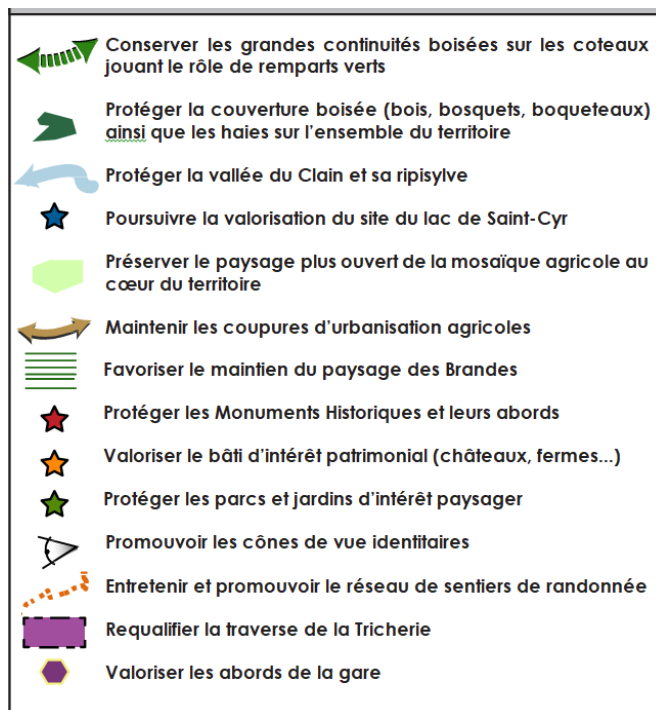 Conserver les grandes continuités boisées sur les coteaux
jouant le rôle de remparts verts
Protéger la couverture boisée (bois, bosquets, boqueteaux)
ainsi que les haies sur l'ensemble du territoire
Protéger la vallée du Clain et sa ripisylve
Poursuivre la valorisation du site du lac de Saint-Cyr
Préserver le paysage plus ouvert de la mosaïque agricole au
cœur du territoire
Maintenir les coupures d'urbanisation agricoles
Favoriser le maintien du paysage des Brandes
Protéger les Monuments Historiques et leurs abords
Valoriser le bâti d'intérêt patrimonial (châteaux, fermes...)
Protéger les parcs et jardins d'intérêt paysager
Promouvoir les cônes de vue identitaires
Entretenir et promouvoir le réseau de sentiers de randonnée
Requalifier la traverse de la Tricherie
Valoriser les abords de la gare